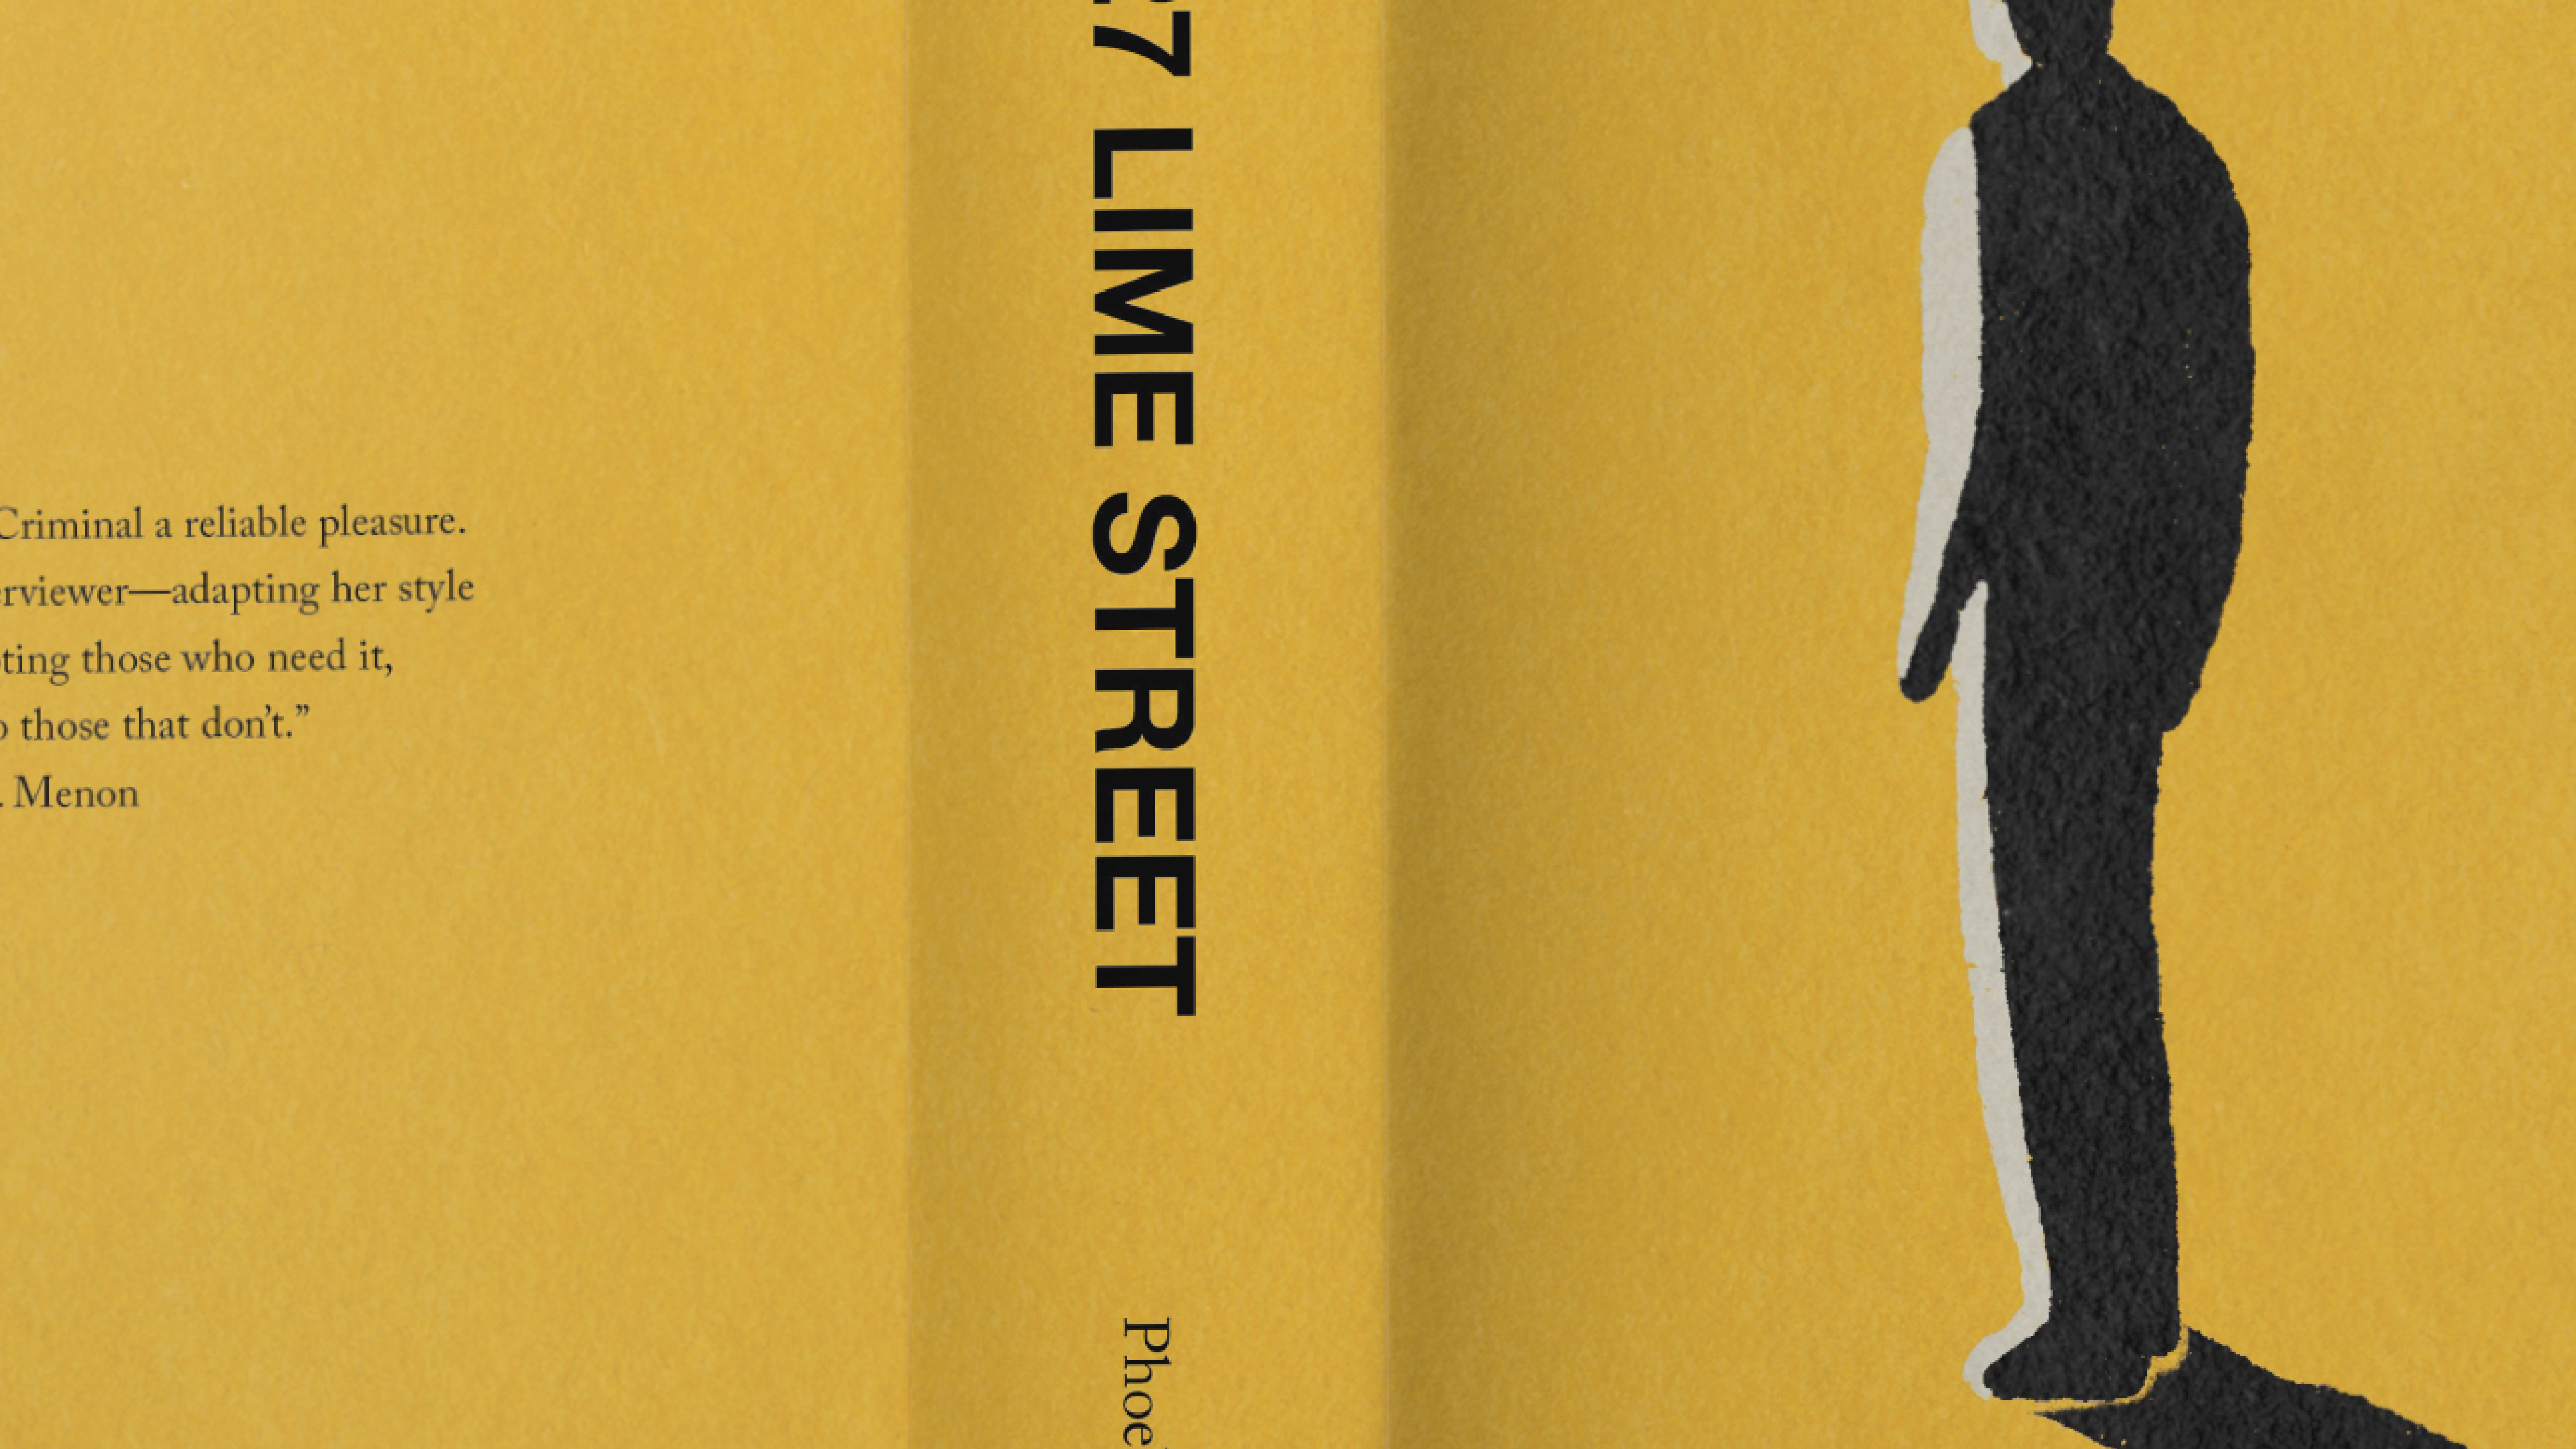 Criminal a reliable pleasure.
erviewer—adapting her style
ting those who need it,
those that don't.”
. Menon
27 LIME STREET
Phoe